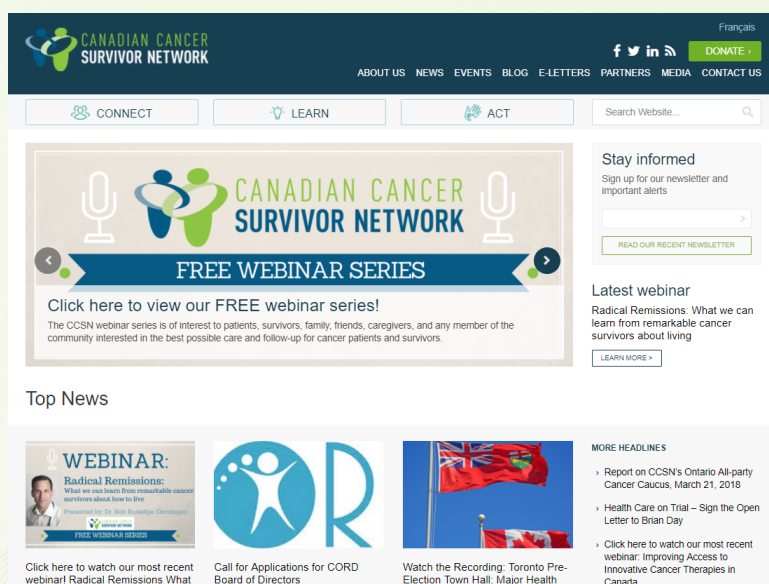 Français
CANADIAN CANCER
SURVIVOR NETWORK
DONATE ›
ABOUT US NEWS EVENTS BLOG E-LETTERS PARTNERS MEDIA CONTACT US
CONNECT
LEARN
ACT
Search Website...
CANADIAN CANCER
SURVIVOR NETWORK
FREE WEBINAR SERIES
Click here to view our FREE webinar series!
The CCSN webinar series is of interest to patients, survivors, family, friends, caregivers, and any member of the
community interested in the best possible care and follow-up for cancer patients and survivors.
Stay informed
Sign up for our newsletter and
important alerts
READ OUR RECENT NEWSLETTER
Latest webinar
Radical Remissions: What we can
learn from remarkable cancer
survivors about living
LEARN MORE >
Top News
WEBINAR:
Radical Remissions:
What we can learn from remarkable cancer
survivors about how to live
Presented by: Dr. Rob Rutledge, Oncologist
CANADIAN CANCER
SURVIVOR NETWORK
FREE WEBINAR SERIES
Click here to watch our most recent
webinar! Radical Remissions What
Call for Applications for CORD
Board of Directors
Watch the Recording: Toronto Pre-
Election Town Hall: Major Health
MORE HEADLINES
› Report on CCSN's Ontario All-party
Cancer Caucus, March 21, 2018
› Health Care on Trial – Sign the Open
Letter to Brian Day
› Click here to watch our most recent
webinar: Improving Access to
Innovative Cancer Therapies in
Canada